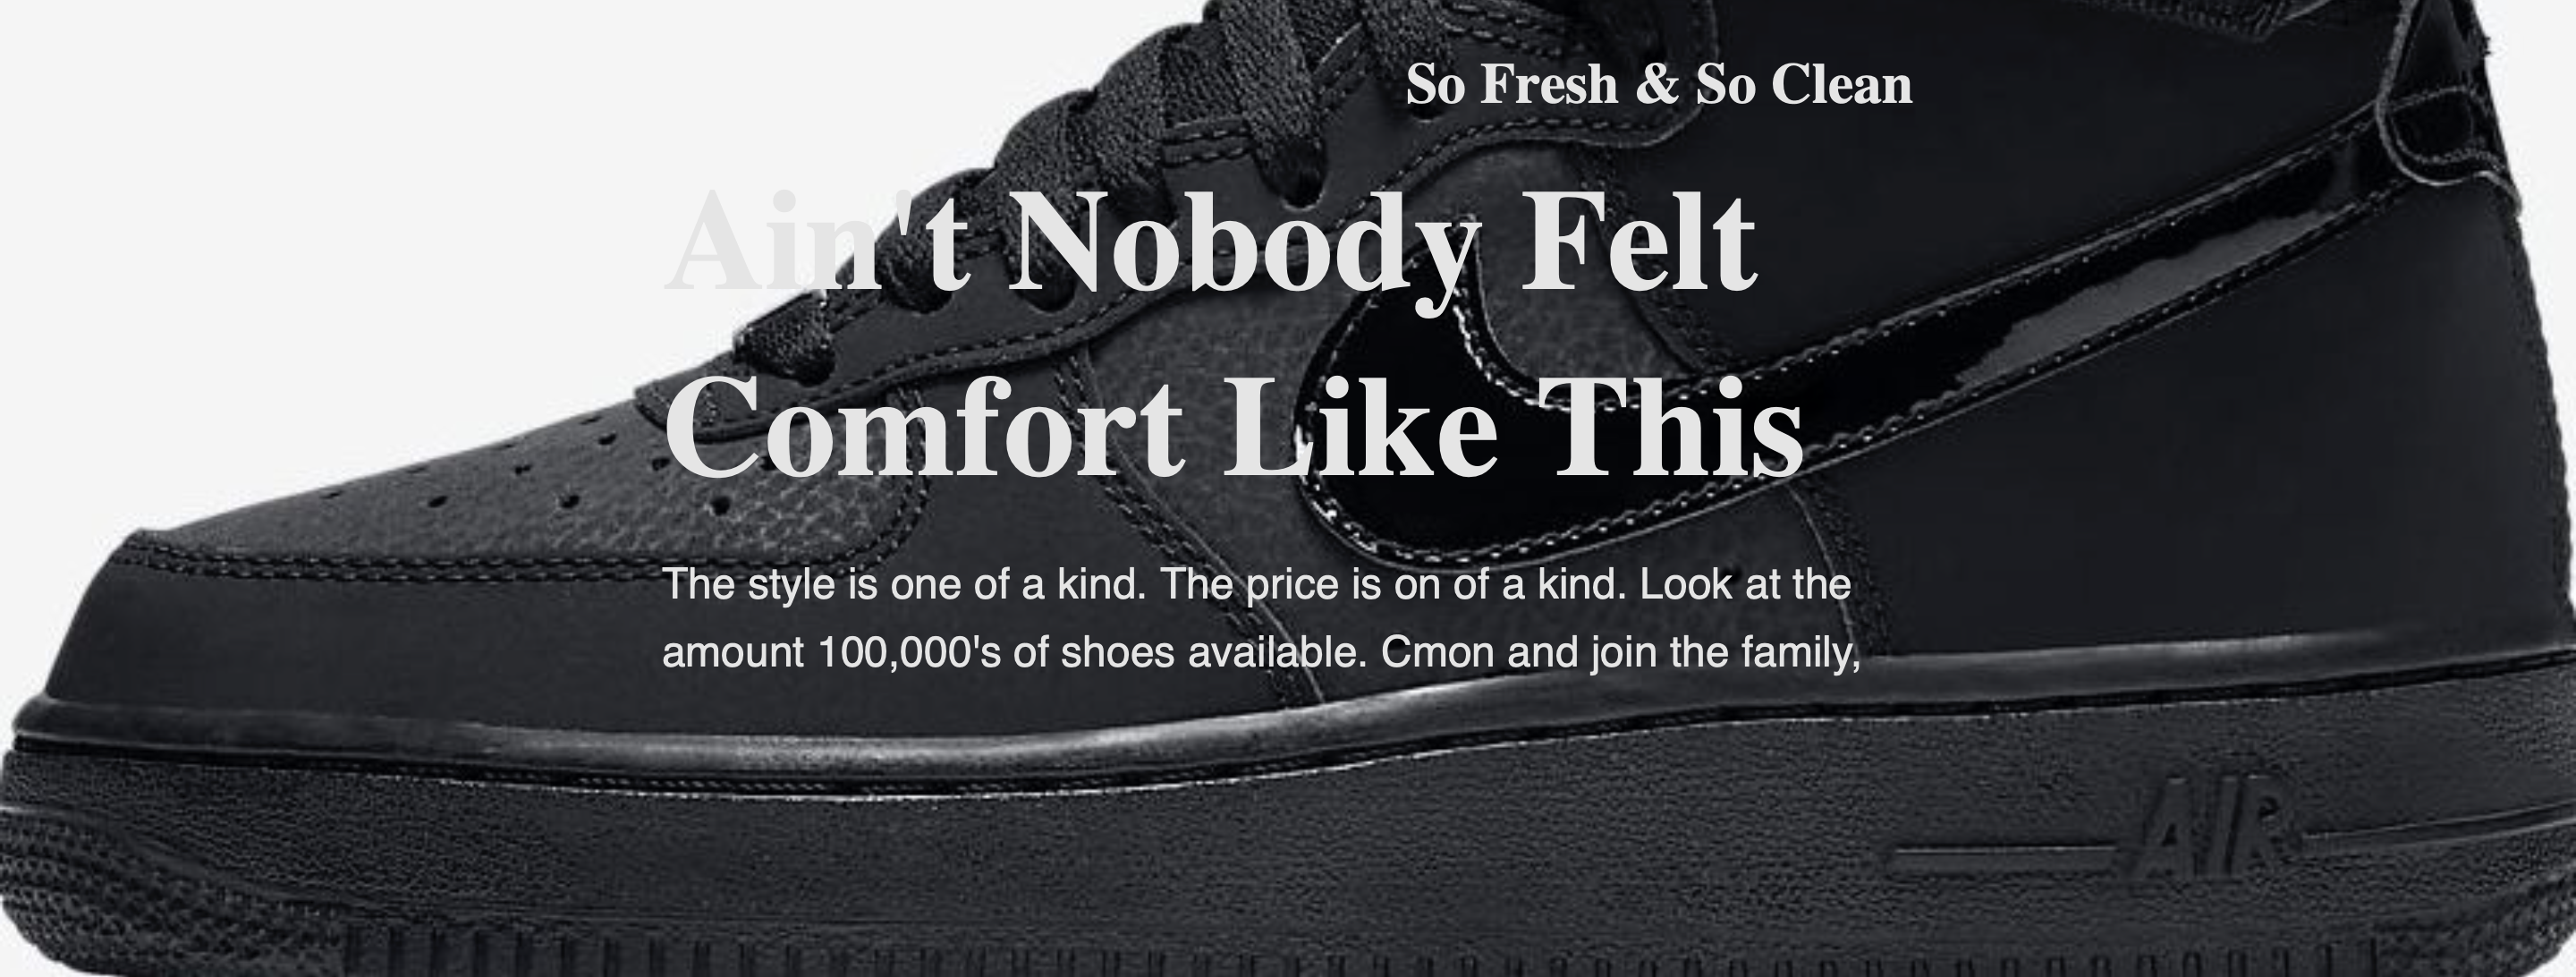 So Fresh & So Clean
Ain't Nobody Felt
Comfort Like This
The style is one of a kind. The price is on of a kind. Look at the
amount 100,000's of shoes available. Cmon and join the family,
AIR